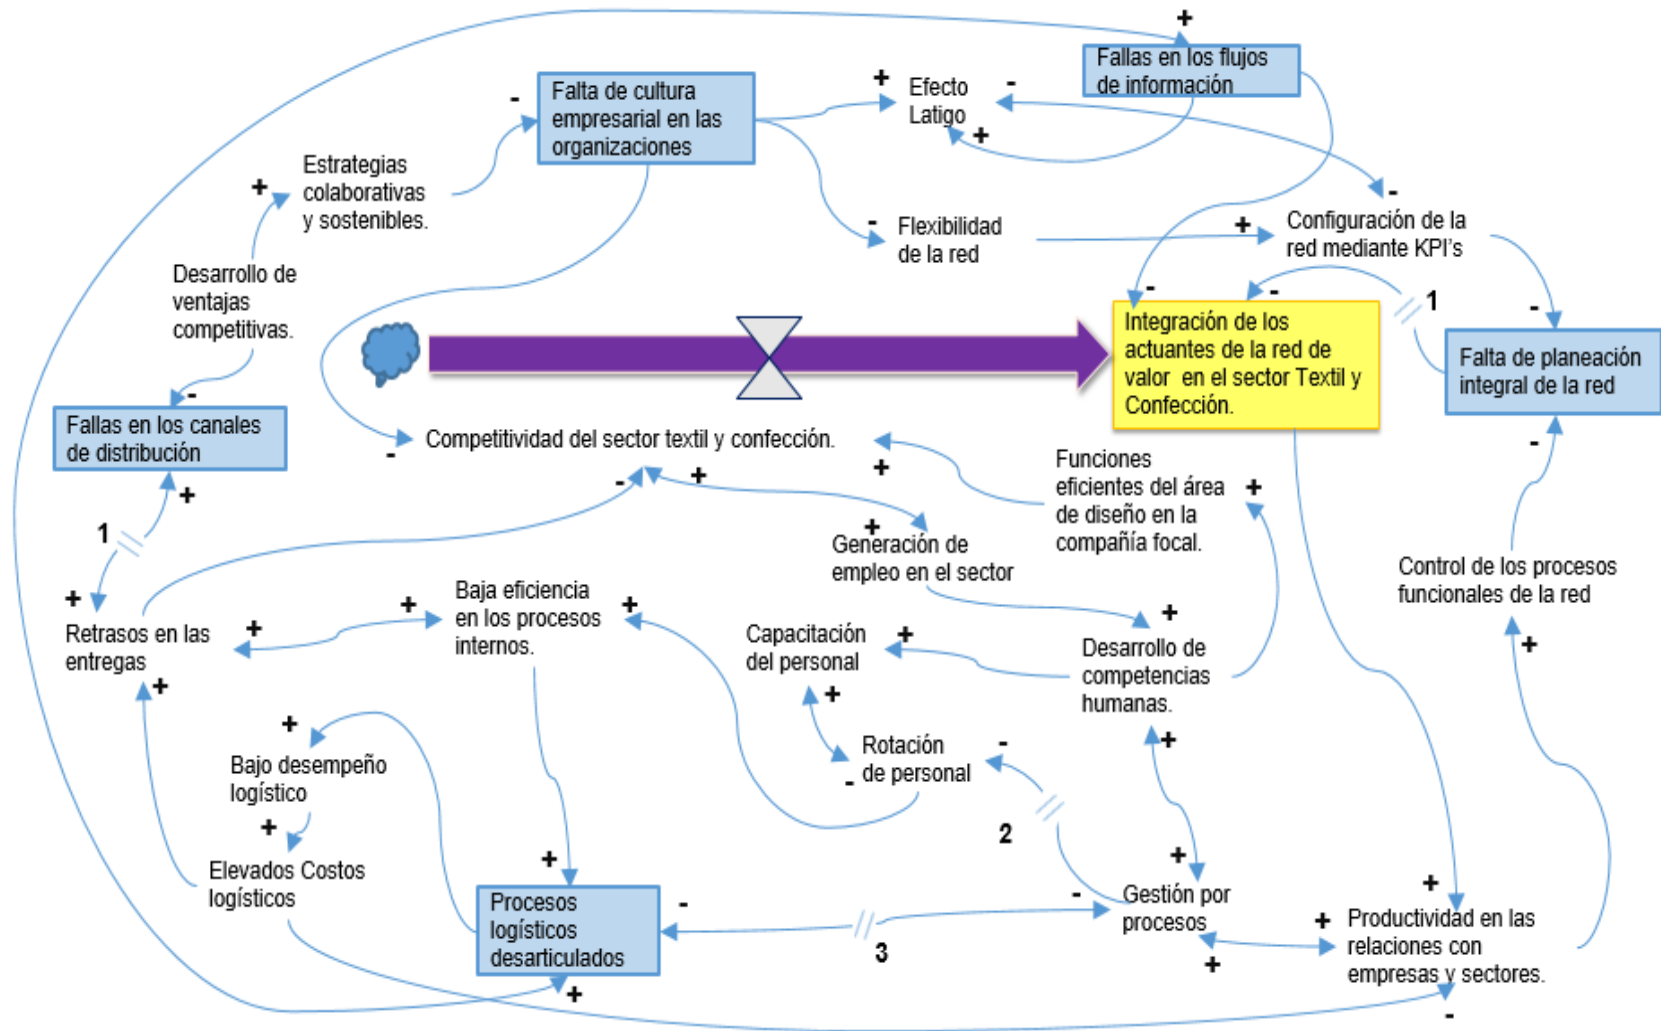 +
Fallas en los flujos
de información
-
Falta de cultura
empresarial en las
organizaciones
+
Efecto
Latigo
-
+
+
Estrategias
colaborativas
y sostenibles.
-
Flexibilidad
de la red
+
-
Configuración de la
red mediante KPI's
Desarrollo de
ventajas
competitivas.
-
-
1
-
Integración de los
actuantes de la red de
valor en el sector Textil y
Confección.
Falta de planeación
integral de la red
-
Fallas en los canales
de distribución
+
-
Competitividad del sector textil y confección.
+
-
+
Funciones
eficientes del área
de diseño en la
compañía focal.
+
-
1
+
Generación de
empleo en el sector
Control de los procesos
funcionales de la red
+
+
Retrasos en las
entregas
+
+
+
Baja eficiencia
en los procesos
internos.
+
Capacitación
del personal
+
+
+
Desarrollo de
competencias
humanas.
+
+
Bajo desempeño
logístico
Rotación
de personal
-
-
2
+
Elevados Costos
logísticos
+
Procesos
logísticos
desarticulados
+
-
3
-
Gestión por
procesos
+
+
+
+
Productividad en las
relaciones con
empresas y sectores.
-